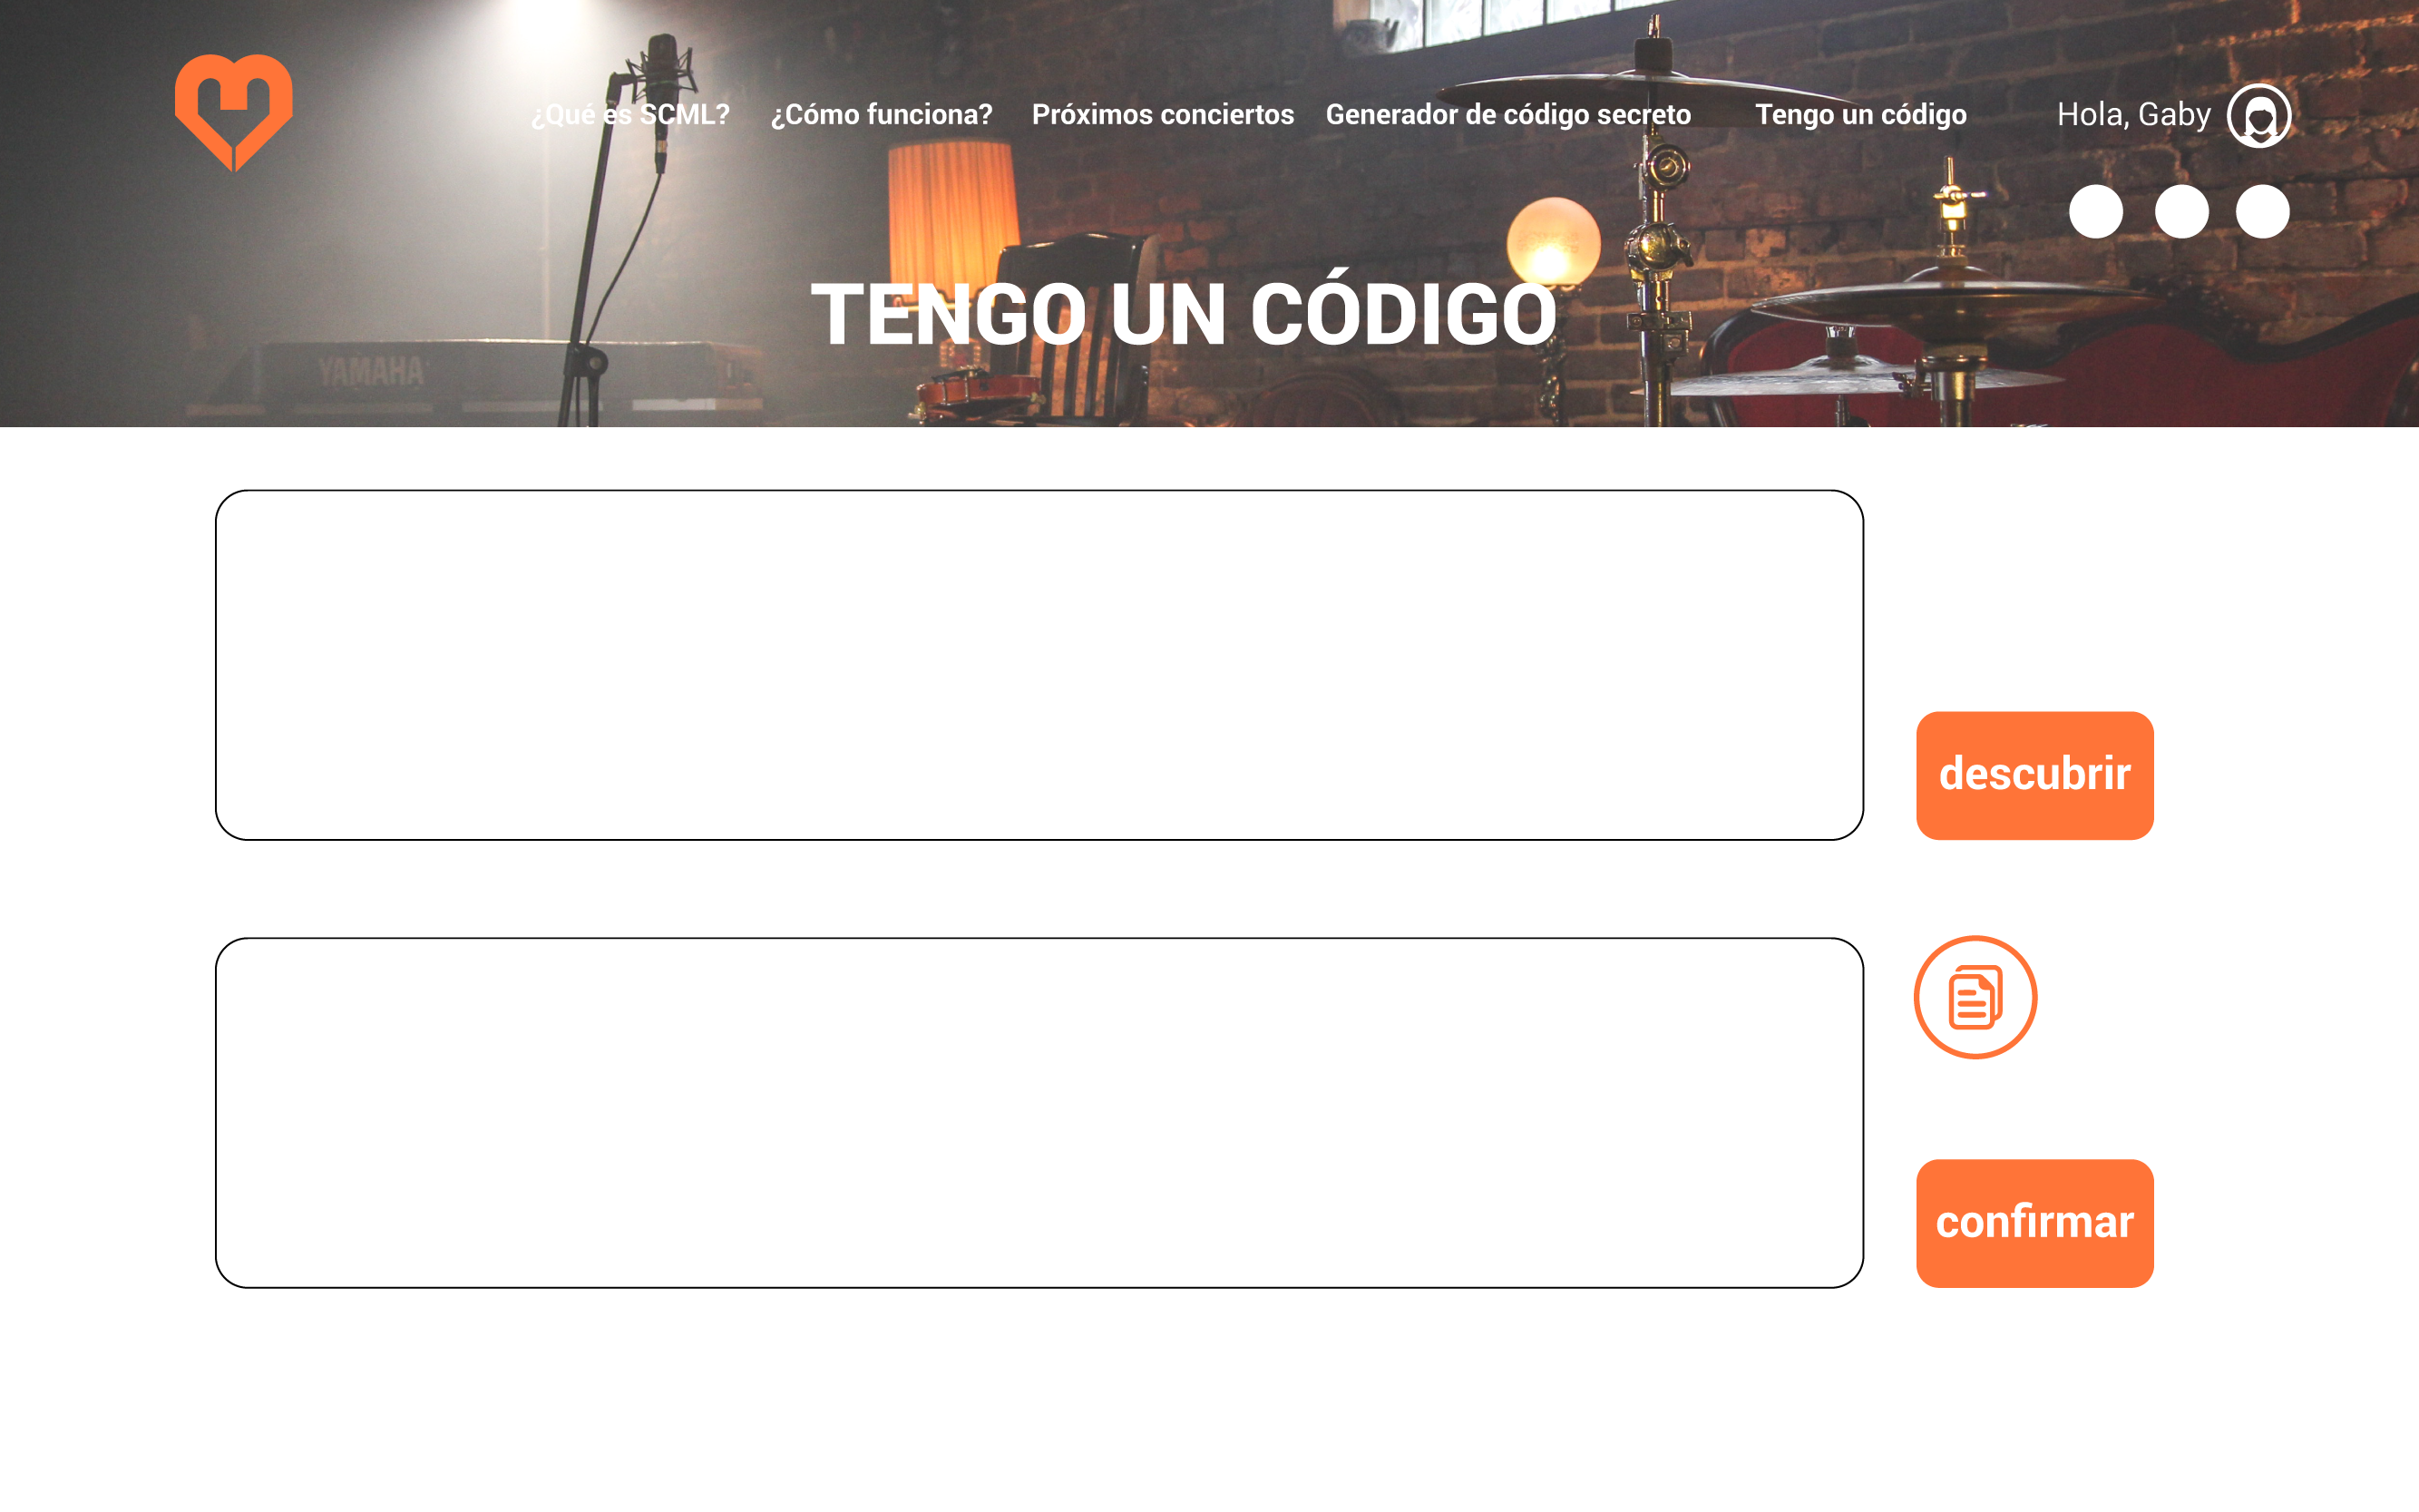 ¿Qué es SCML? ¿Cómo funciona? Próximos conciertos Generador de código secreto Tengo un código Hola, Gaby
TENGO UN CÓDIGO
YAMAHA
descubrir
confirmar